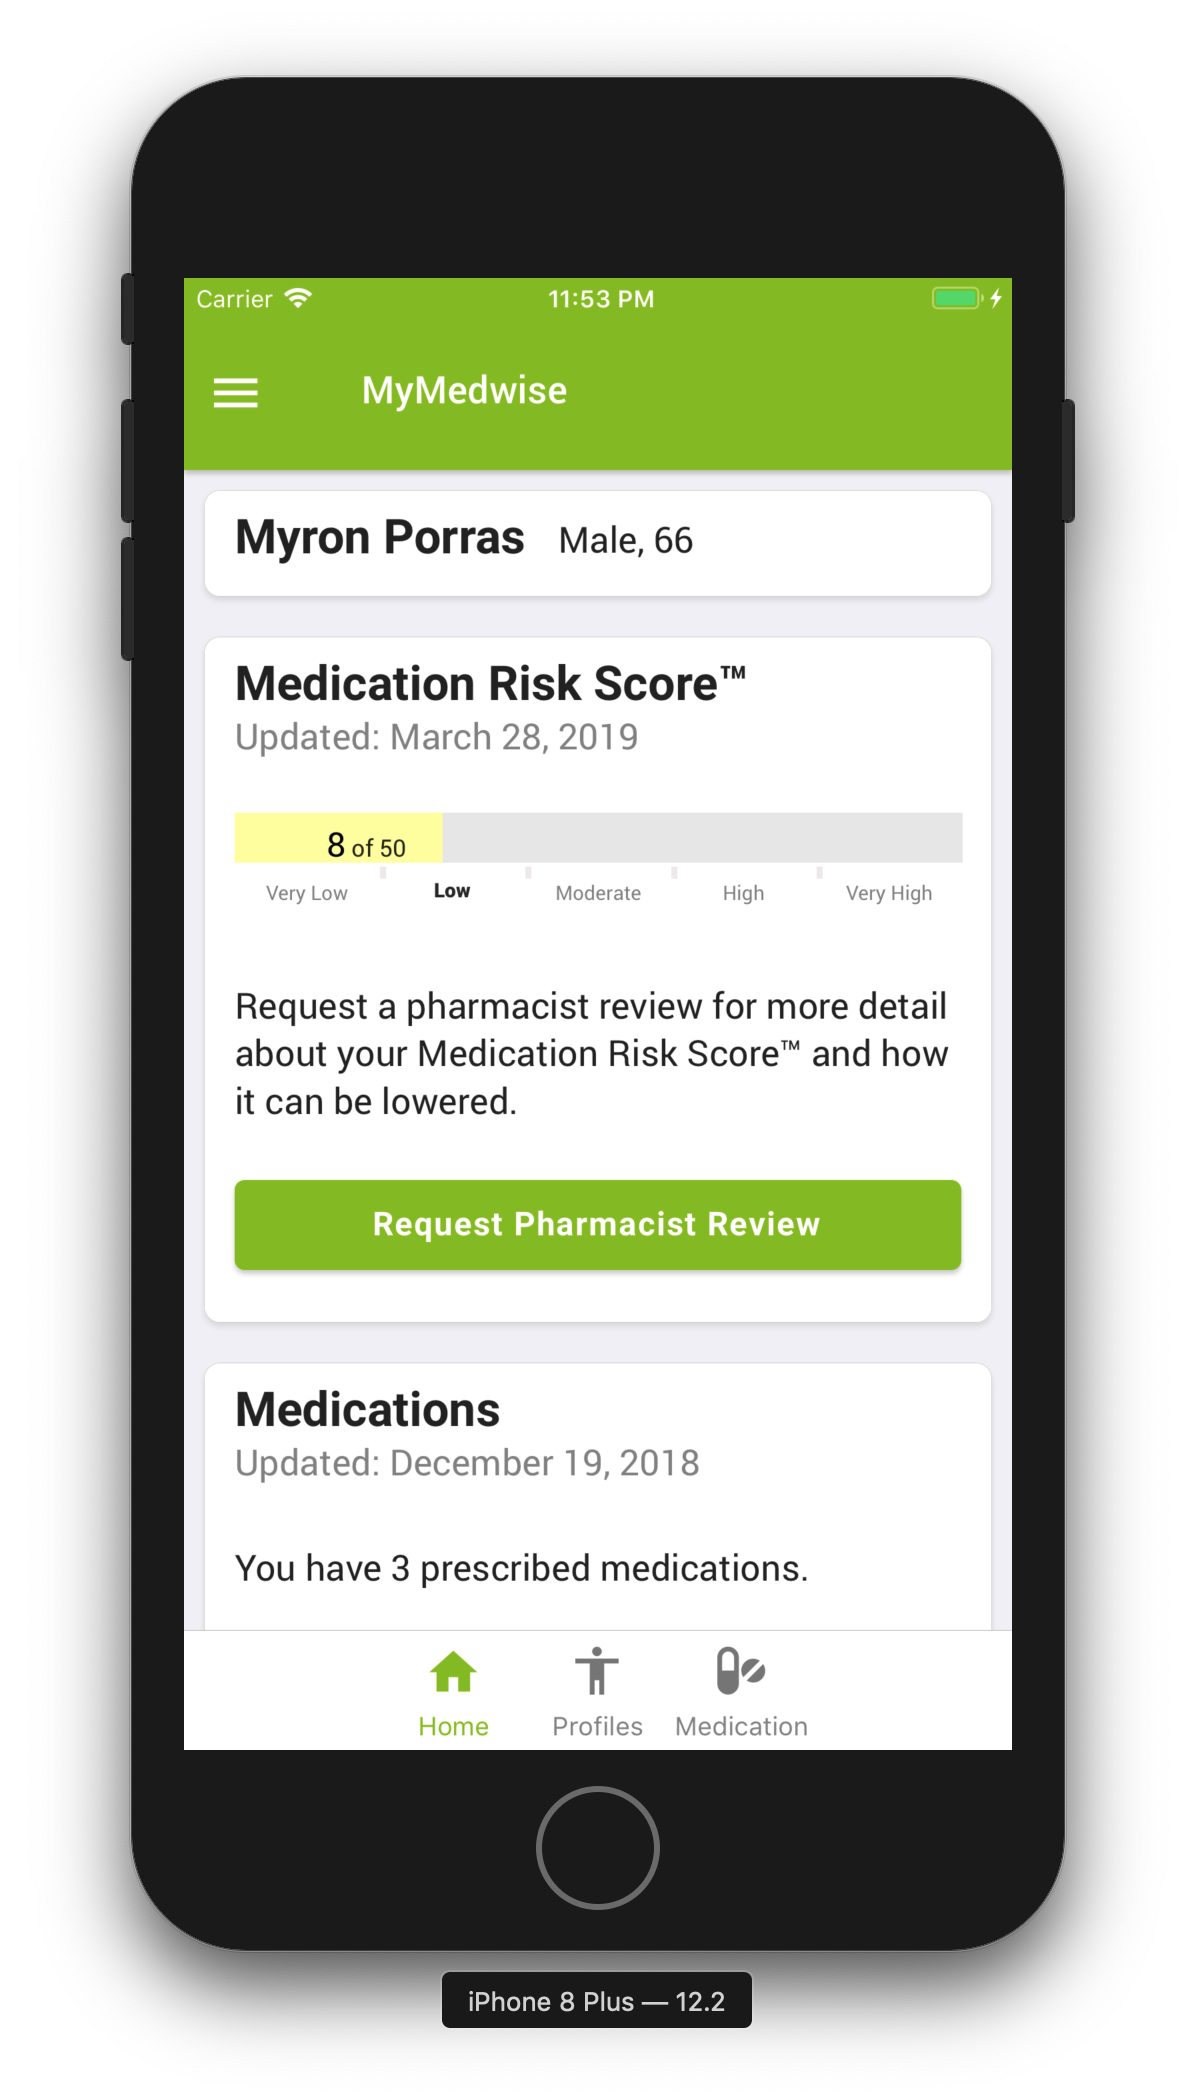 Carrier 11:53 PM
MyMedwise
Myron Porras Male, 66
Medication Risk Score™
Updated: March 28, 2019
8 of 50
Very Low Low Moderate High Very High
Request a pharmacist review for more detail
about your Medication Risk Score™ and how
it can be lowered.
Request Pharmacist Review
Medications
Updated: December 19, 2018
You have 3 prescribed medications.
Home Profiles Medication
iPhone 8 Plus — 12.2